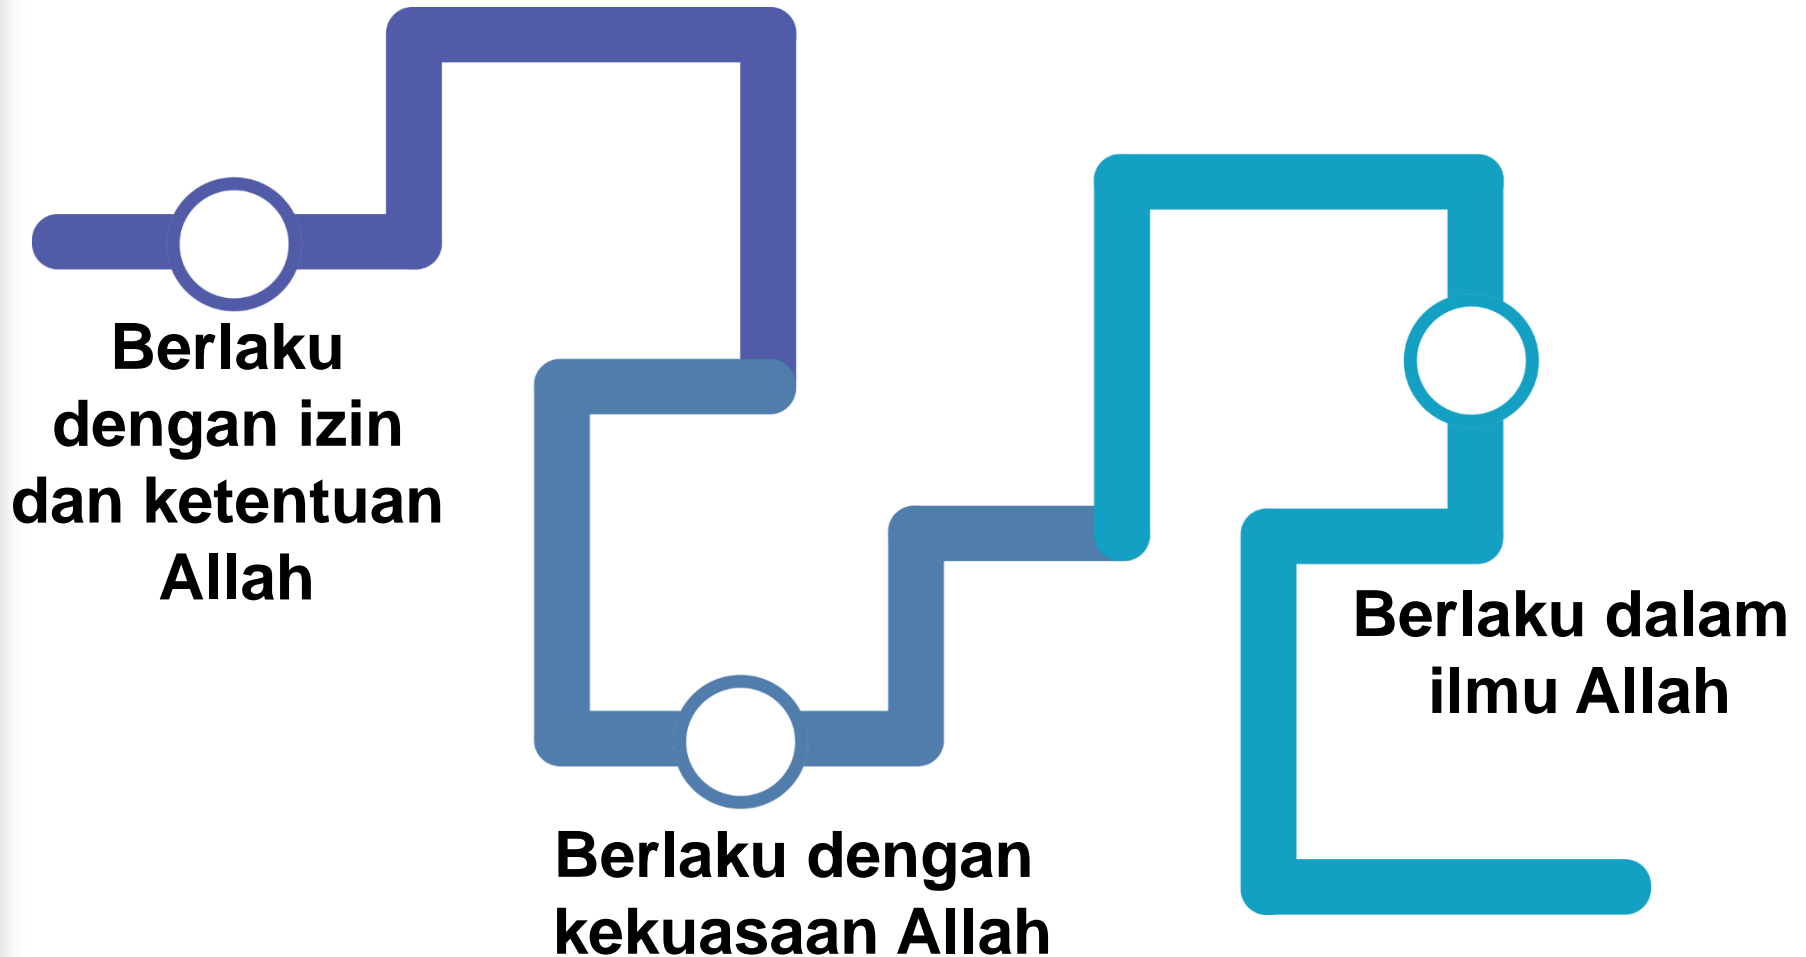 Berlaku
dengan izin
dan ketentuan
Allah
Berlaku dengan
kekuasaan Allah
Berlaku dalam
ilmu Allah